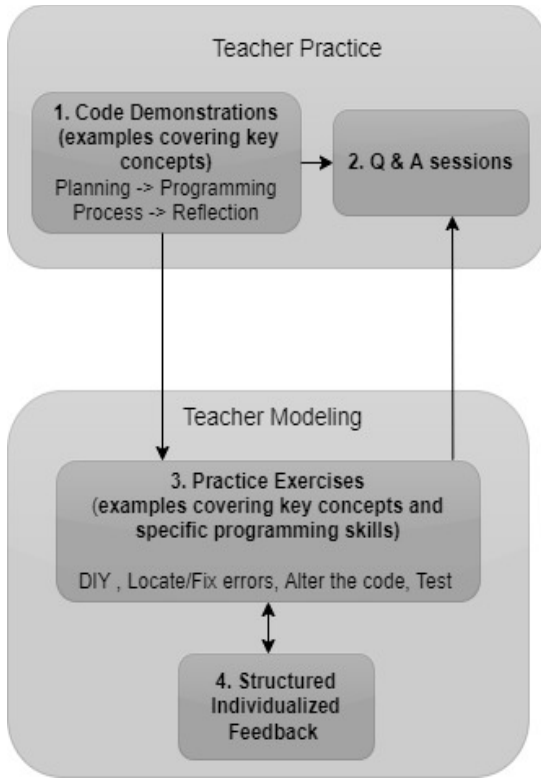 Teacher Practice
1. Code Demonstrations
(examples covering key
concepts)
Planning -> Programming
Process -> Reflection
2. Q & A sessions
Teacher Modeling
3. Practice Exercises
(examples covering key concepts and
specific programming skills)
DIY , Locate/Fix errors, Alter the code, Test
4. Structured
Individualized
Feedback